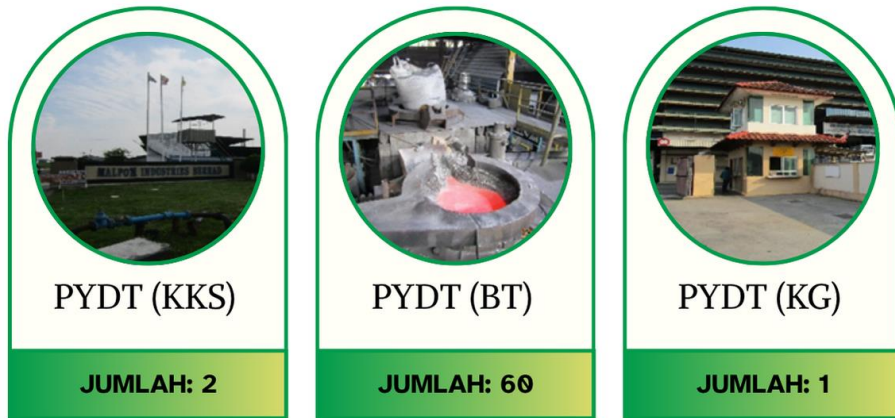 MALPOM INDUSTRIES BERHAD
PYDT (KKS)
JUMLAH: 2
PYDT (BT)
JUMLAH: 60
PYDT (KG)
JUMLAH: 1